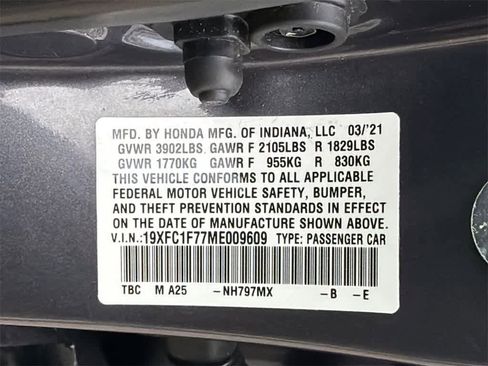 MFD. BY HONDA MFG. OF INDIANA, LLC 03/'21
GVWR 3902LBS GAWR F 2105LBS R 1829LBS
GVWR 1770KG GAWR F 955KG R 830KG
THIS VEHICLE CONFORMS TO ALL APPLICABLE
FEDERAL MOTOR VEHICLE SAFETY, BUMPER,
AND THEFT PREVENTION STANDARDS IN EFFECT
ON THE DATE OF MANUFACTURE SHOWN ABOVE.
V.I.N.: 19XFC1F77ME009609 TYPE: PASSENGER CAR
TBC M A25 -NH797MX -B -E